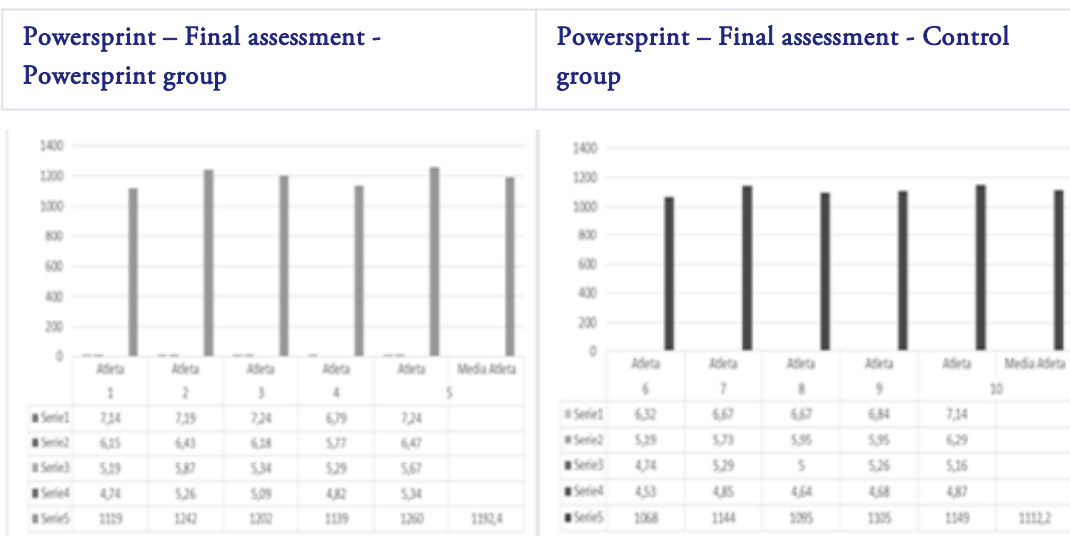 Powersprint – Final assessment -
Powersprint group
Powersprint – Final assessment - Control
group
1400
1200
1000
800
600
400
200
0
Atleta Atleta Atleta Atleta Atleta Media Atleta
1 2 3 4 5
Serie1 7,14 7,19 7,24 6,79 7,24
Serie2 6,15 6,43 6,18 5,77 6,47
Serie3 5,19 5,87 5,34 5,29 5,67
Serie4 4,74 5,26 5,09 4,82 5,34
Serie5 1119 1242 1202 1139 1260 1192,4
1400
1200
1000
800
600
400
200
0
Atleta Atleta Atleta Atleta Atleta Media Atleta
6 7 8 9 10
Serie1 6,32 6,67 6,67 6,84 7,14
Serie2 5,19 5,73 5,95 5,95 6,29
Serie3 4,74 5,29 5 5,26 5,16
Serie4 4,53 4,85 4,64 4,68 4,87
Serie5 1068 1144 1095 1105 1149 1112,2